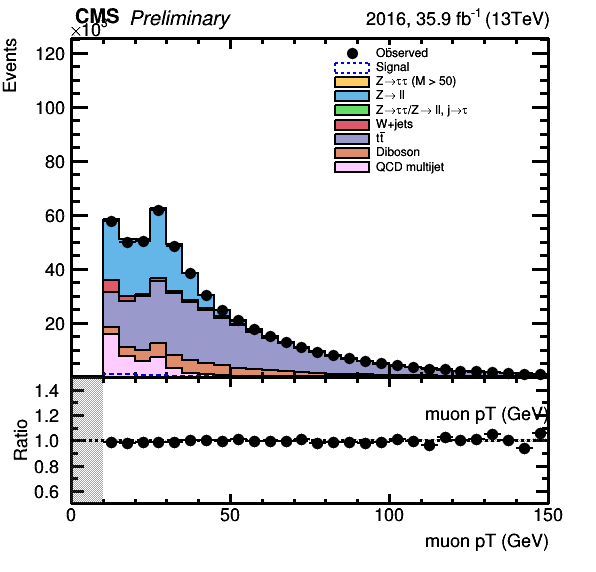 CMS Preliminary 2016, 35.9 fb⁻¹ (13TeV)
×10³
Events
120
100
80
60
40
20
Observed
Signal
Z→ττ (M > 50)
Z→ ll
Z→ττ/Z→ ll, j→τ
W+jets
tt̄
Diboson
QCD multijet
muon pT (GeV)
Ratio
1.4
1.2
1.0
0.8
0.6
0 50 100 150
muon pT (GeV)